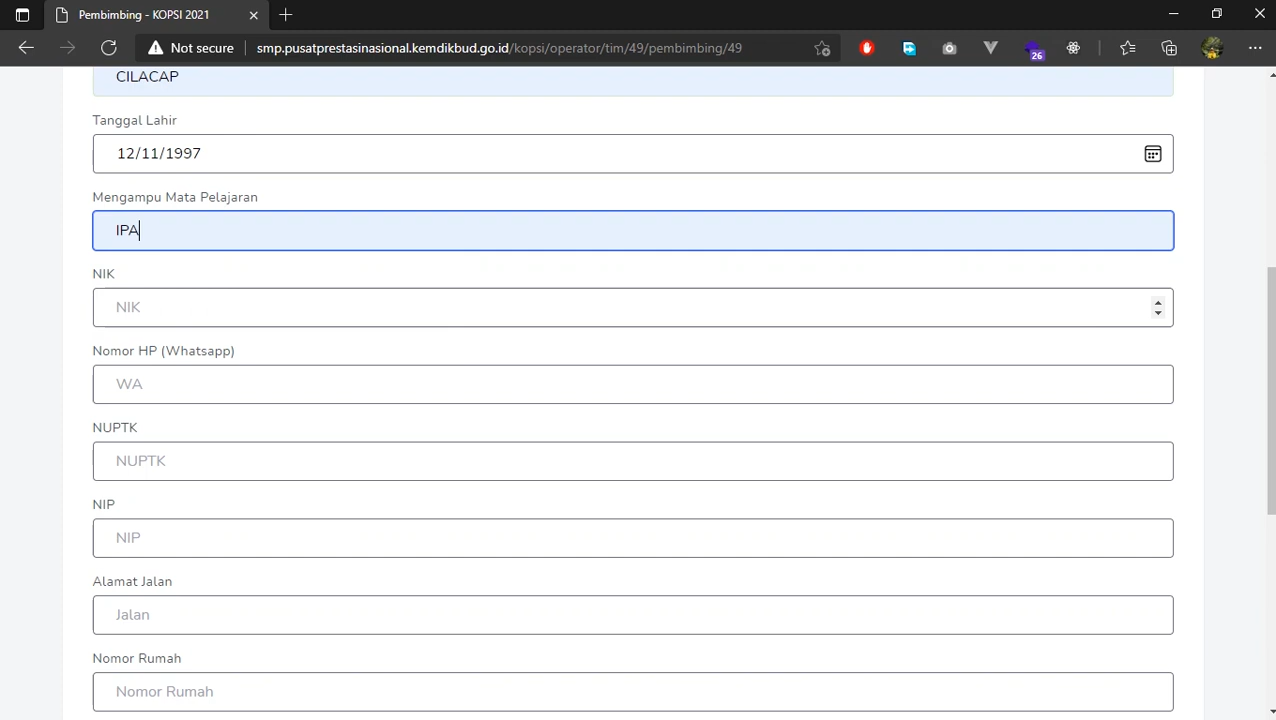 Pembimbing - KOPSI 2021
Not secure
smp.pusatprestasinasional.kemdikbud.go.id/kopsi/operator/tim/49/pembimbing/49
26
CILACAP
Tanggal Lahir
12/11/1997
Mengampu Mata Pelajaran
IPA
NIK
NIK
Nomor HP (Whatsapp)
WA
NUPTK
NUPTK
NIP
NIP
Alamat Jalan
Jalan
Nomor Rumah
Nomor Rumah